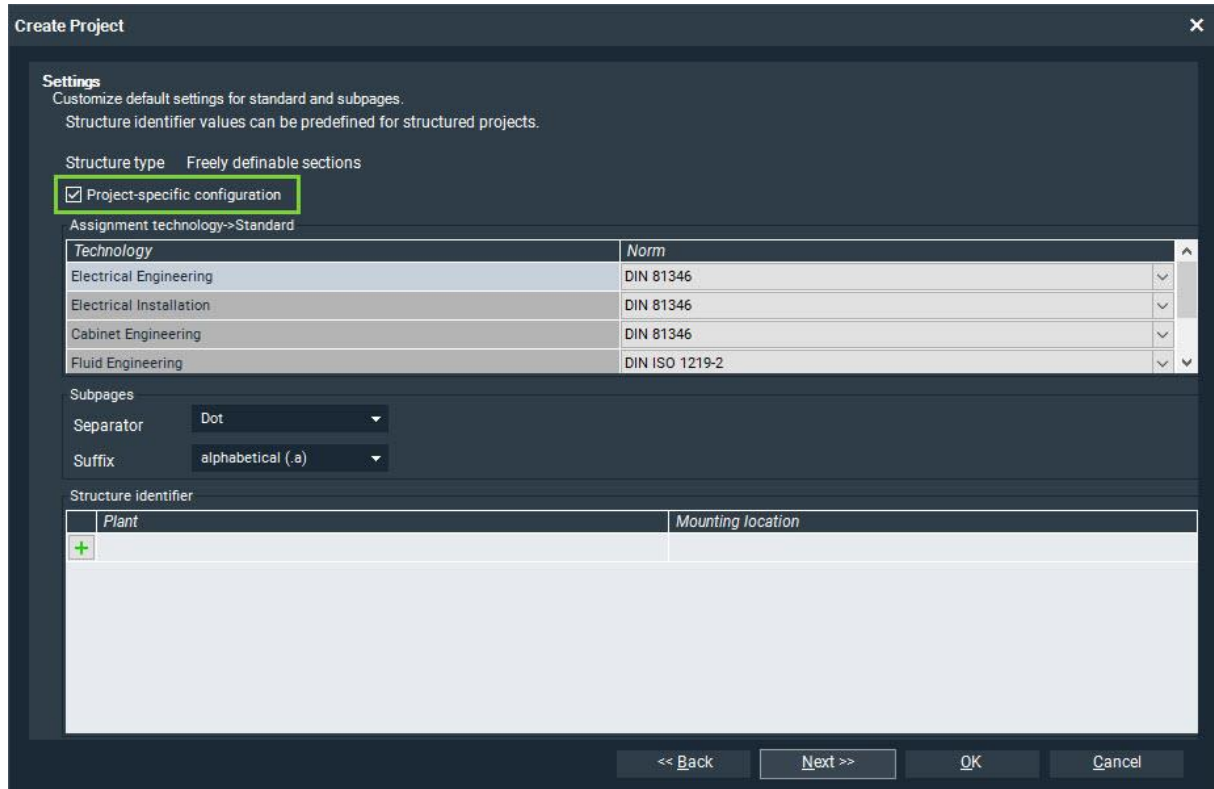 Create Project
Settings
Customize default settings for standard and subpages.
Structure identifier values can be predefined for structured projects.
Structure type Freely definable sections
Project-specific configuration
Assignment technology->Standard
Technology Norm
Electrical Engineering DIN 81346
Electrical Installation DIN 81346
Cabinet Engineering DIN 81346
Fluid Engineering DIN ISO 1219-2
Subpages
Separator Dot
Suffix alphabetical (.a)
Structure identifier
Plant Mounting location
<< Back Next >> OK Cancel